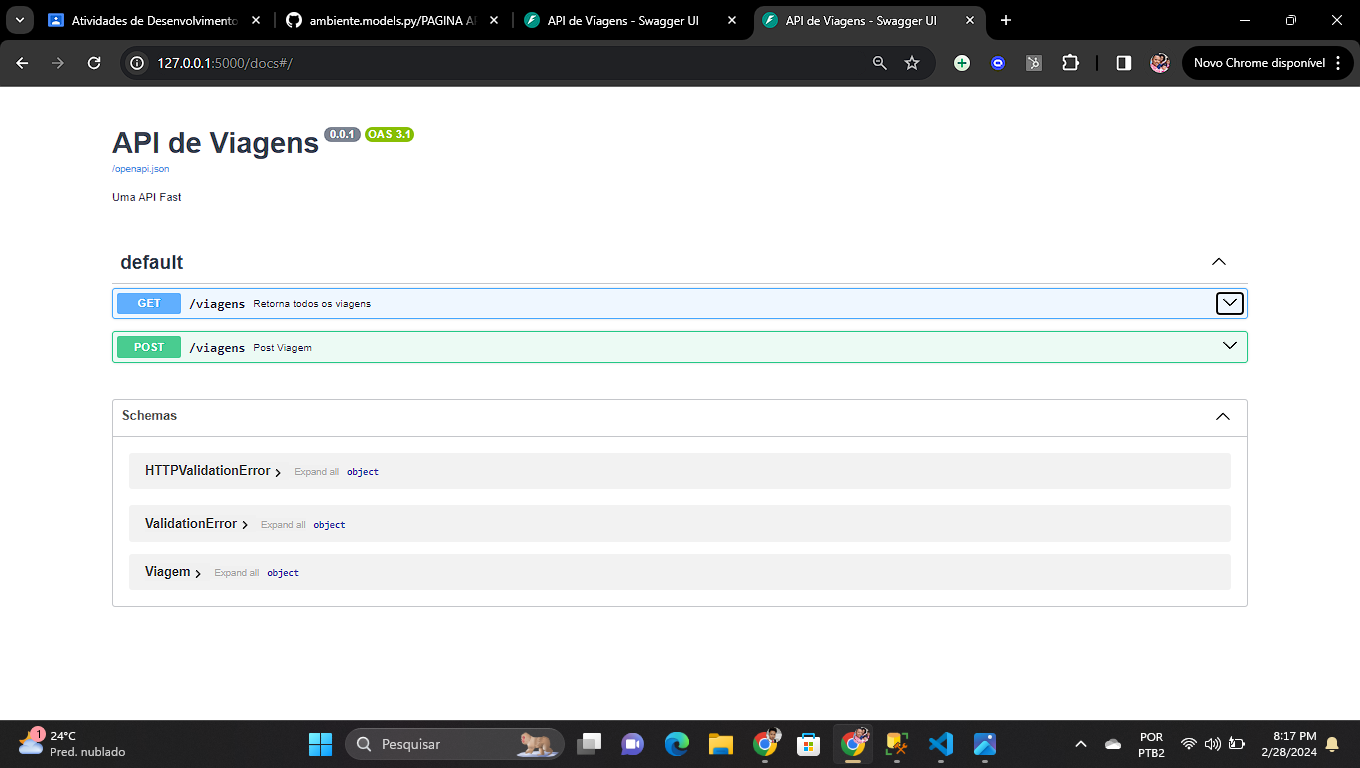 Atividades de Desenvolvimento
ambiente.models.py/PAGINA AP
API de Viagens - Swagger UI
API de Viagens - Swagger UI
127.0.0.1:5000/docs#/
Novo Chrome disponível
API de Viagens 0.0.1 OAS 3.1
/openapi.json
Uma API Fast
default
GET /viagens Retorna todos os viagens
POST /viagens Post Viagem
Schemas
HTTPValidationError Expand all object
ValidationError Expand all object
Viagem Expand all object
1
24°C
Pred. nublado
Pesquisar
POR
PTB2
8:17 PM
2/28/2024